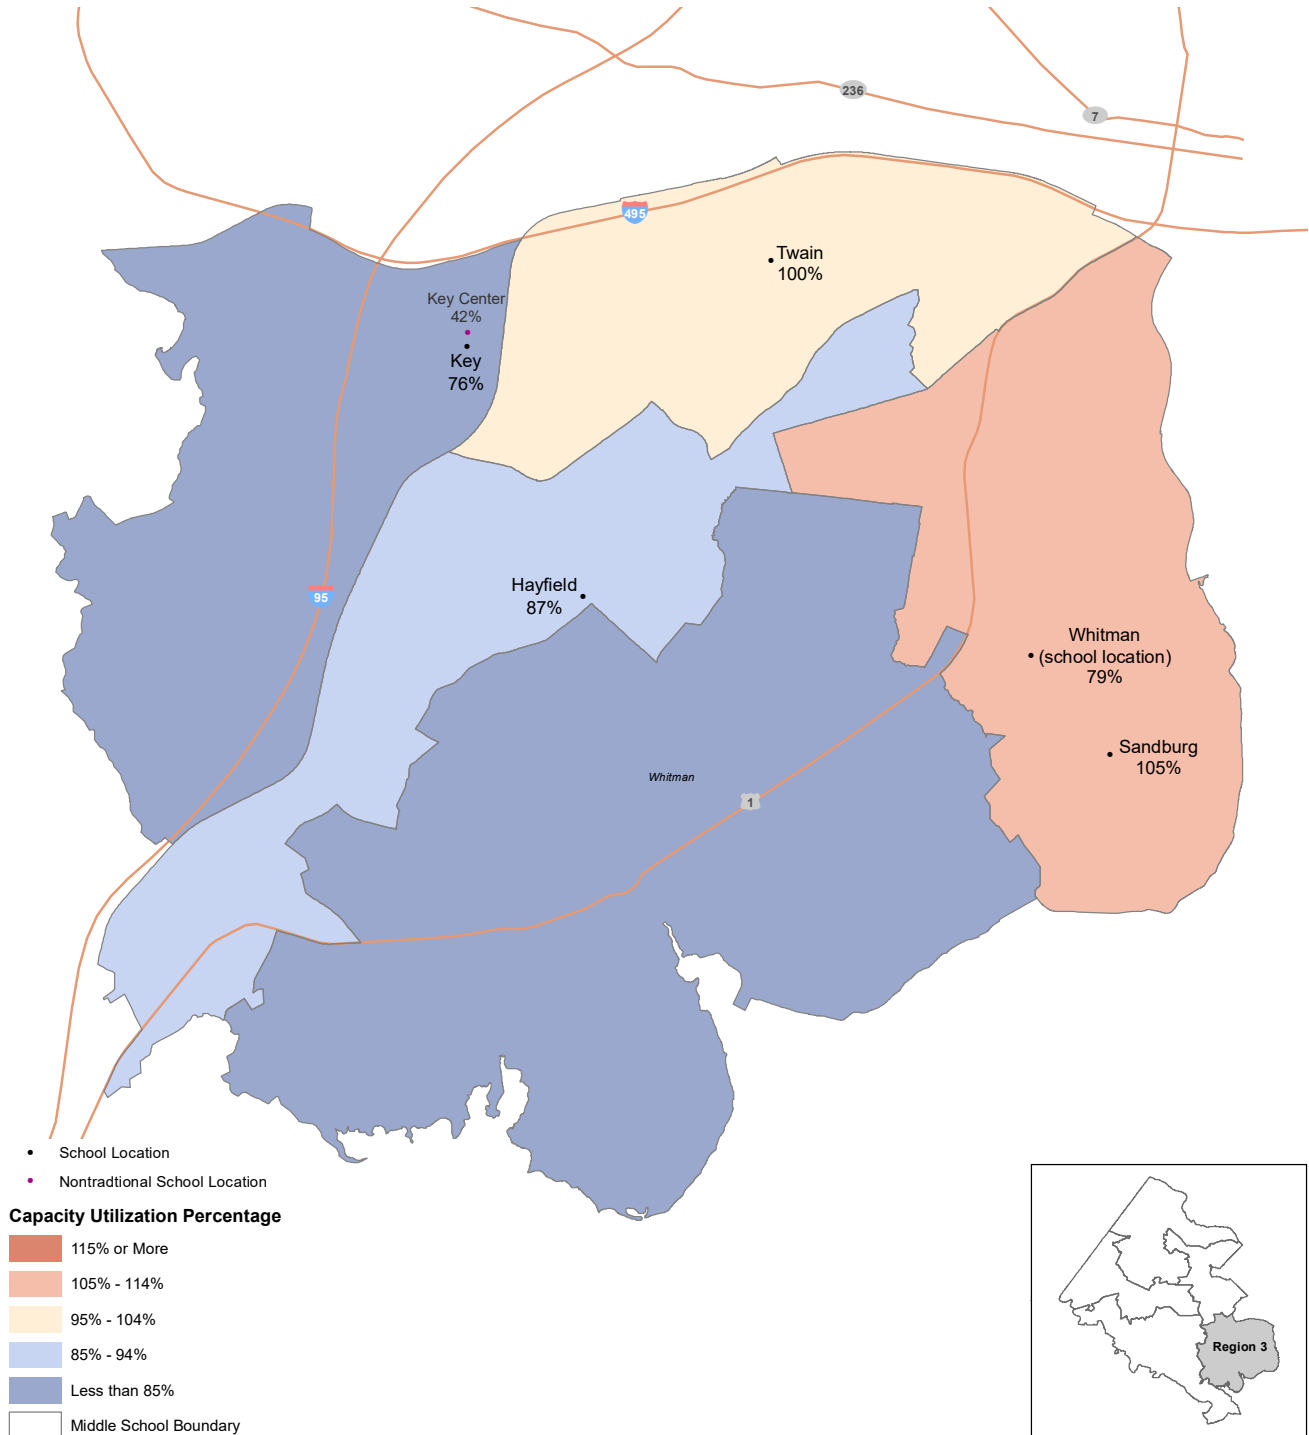 236
7
495
Twain
100%
Key Center
42%
Key
76%
Hayfield
87%
95
Whitman
(school location)
79%
Sandburg
105%
Whitman
1
School Location
Nontradtional School Location
Capacity Utilization Percentage
115% or More
105% - 114%
95% - 104%
85% - 94%
Less than 85%
Middle School Boundary
Region 3